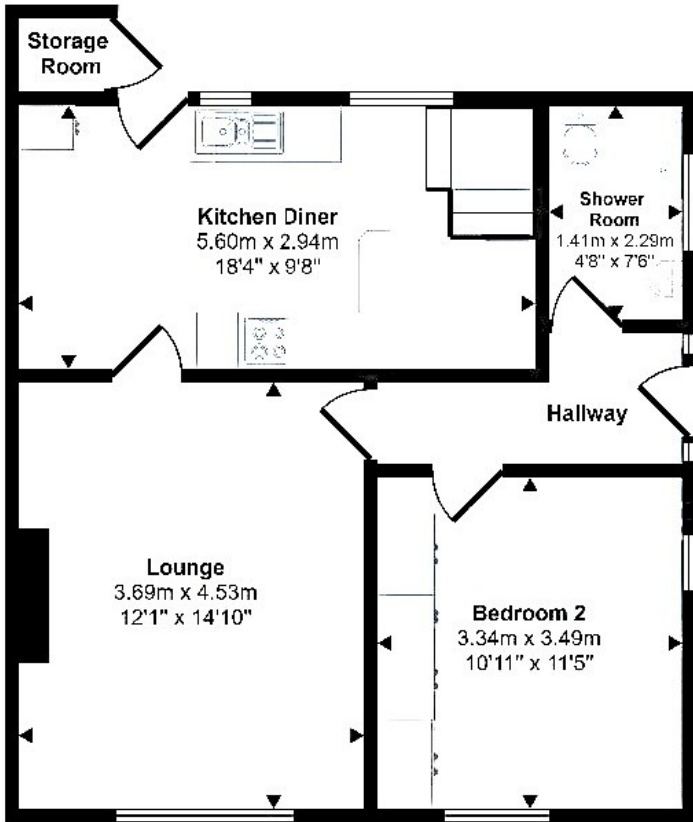 Storage
Room
Kitchen Diner
5.60m x 2.94m
18'4" x 9'8"
Shower
Room
1.41m x 2.29m
4'8" x 7'6"
Hallway
Lounge
3.69m x 4.53m
12'1" x 14'10"
Bedroom 2
3.34m x 3.49m
10'11" x 11'5"